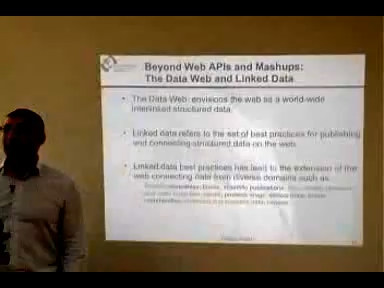 Beyond Web APIs and Mashups:
The Data Web and Linked Data
• The Data Web: envisions the web as a world-wide
interlinked structured data.
• Linked data refers to the set of best practices for publishing
and connecting structured data on the web.
• Linked data best practices has lead to the extension of the
web connecting data from diverse domains such as
scientific publications